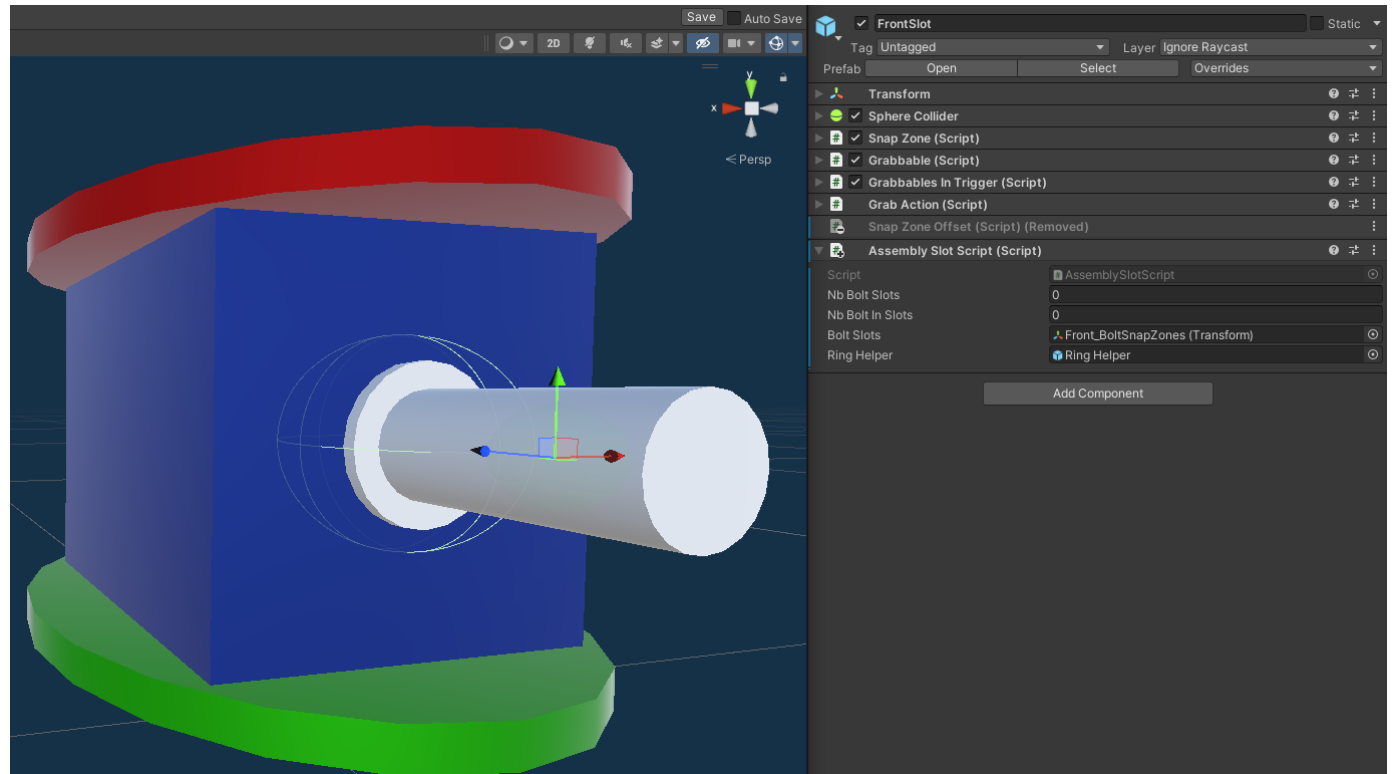 Save Auto Save
2D
y
x
Persp
FrontSlot Static
Tag Untagged Layer Ignore Raycast
Prefab Open Select Overrides
Transform
Sphere Collider
# Snap Zone (Script)
# Grabbable (Script)
# Grabbables In Trigger (Script)
# Grab Action (Script)
# Snap Zone Offset (Script) (Removed)
# Assembly Slot Script (Script)
Script # AssemblySlotScript
Nb Bolt Slots 0
Nb Bolt In Slots 0
Bolt Slots Front_BoltSnapZones (Transform)
Ring Helper Ring Helper
Add Component